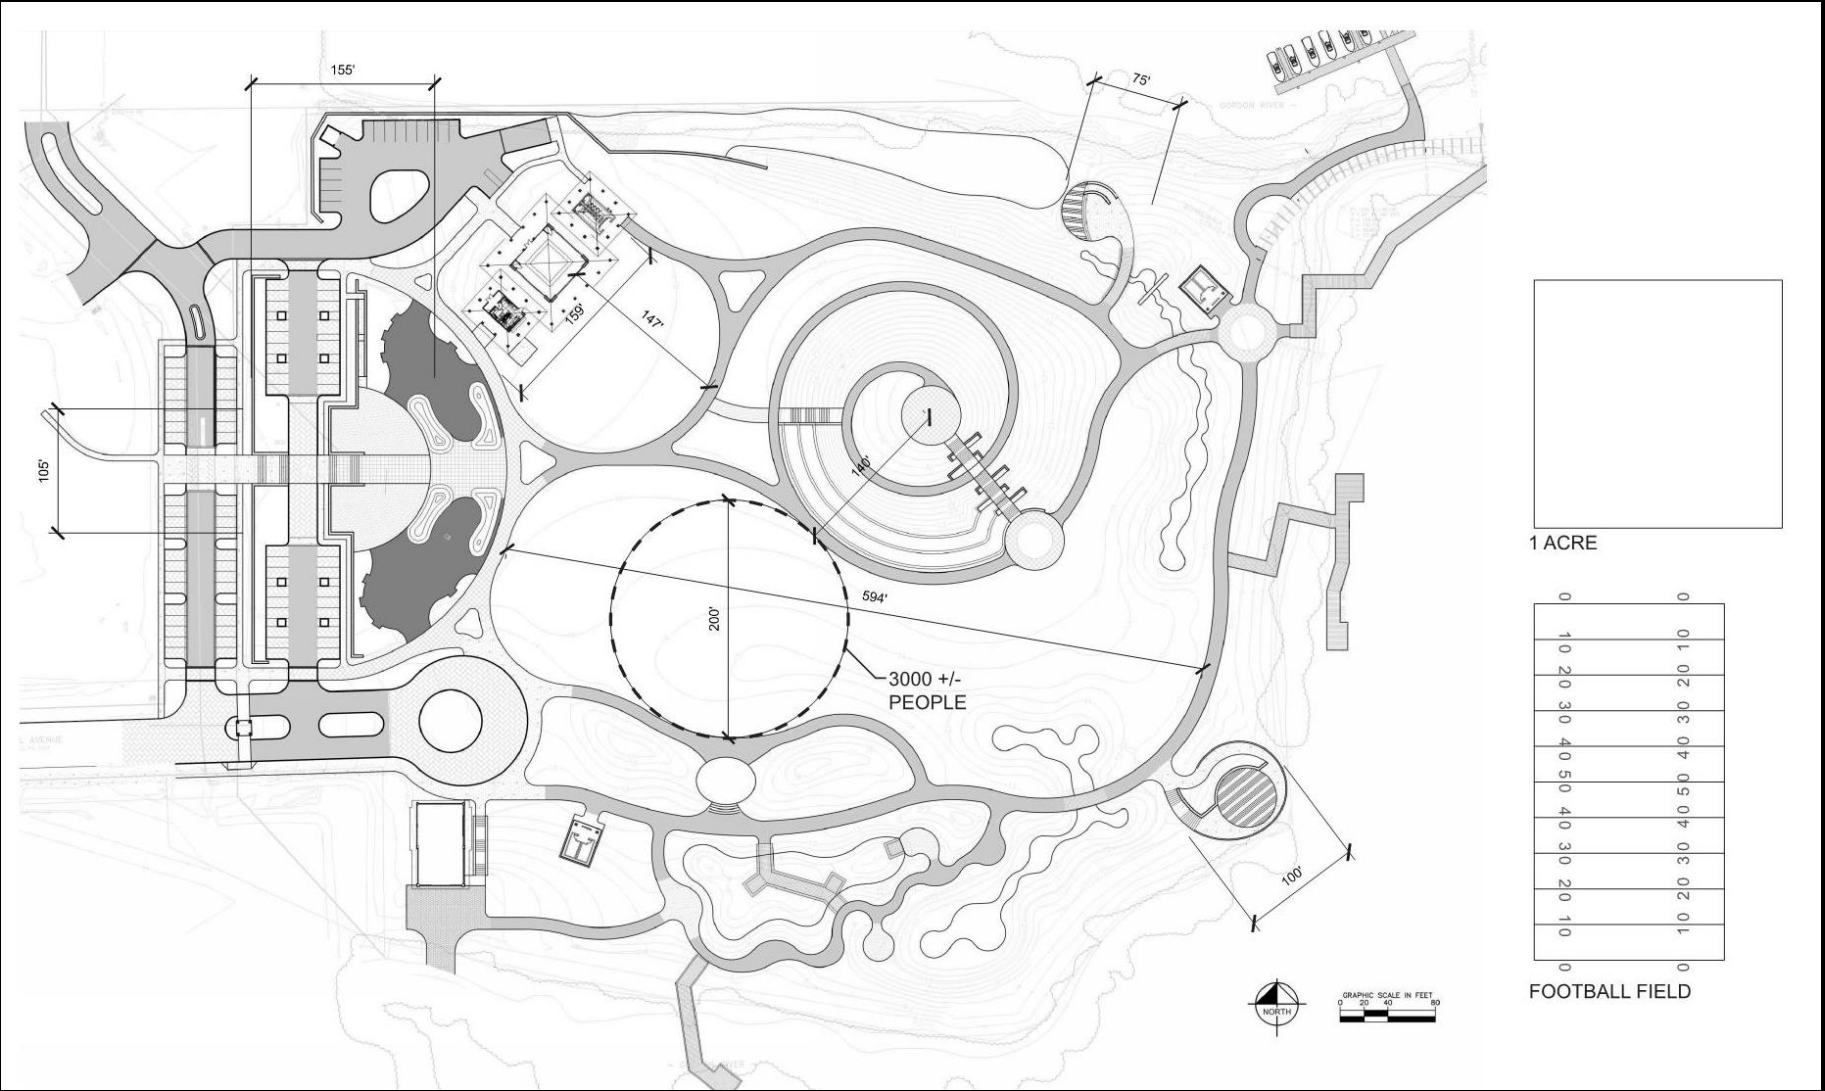 155'
75'
GORDON RIVER
159'
147'
105'
140'
594'
200'
3000 +/-
PEOPLE
100'
1 ACRE
0 0
10 10
20 20
30 30
40 40
50 50
40 40
30 30
20 20
10 10
0 0
FOOTBALL FIELD
L AVENUE
NORTH
GRAPHIC SCALE IN FEET
0 20 40 80